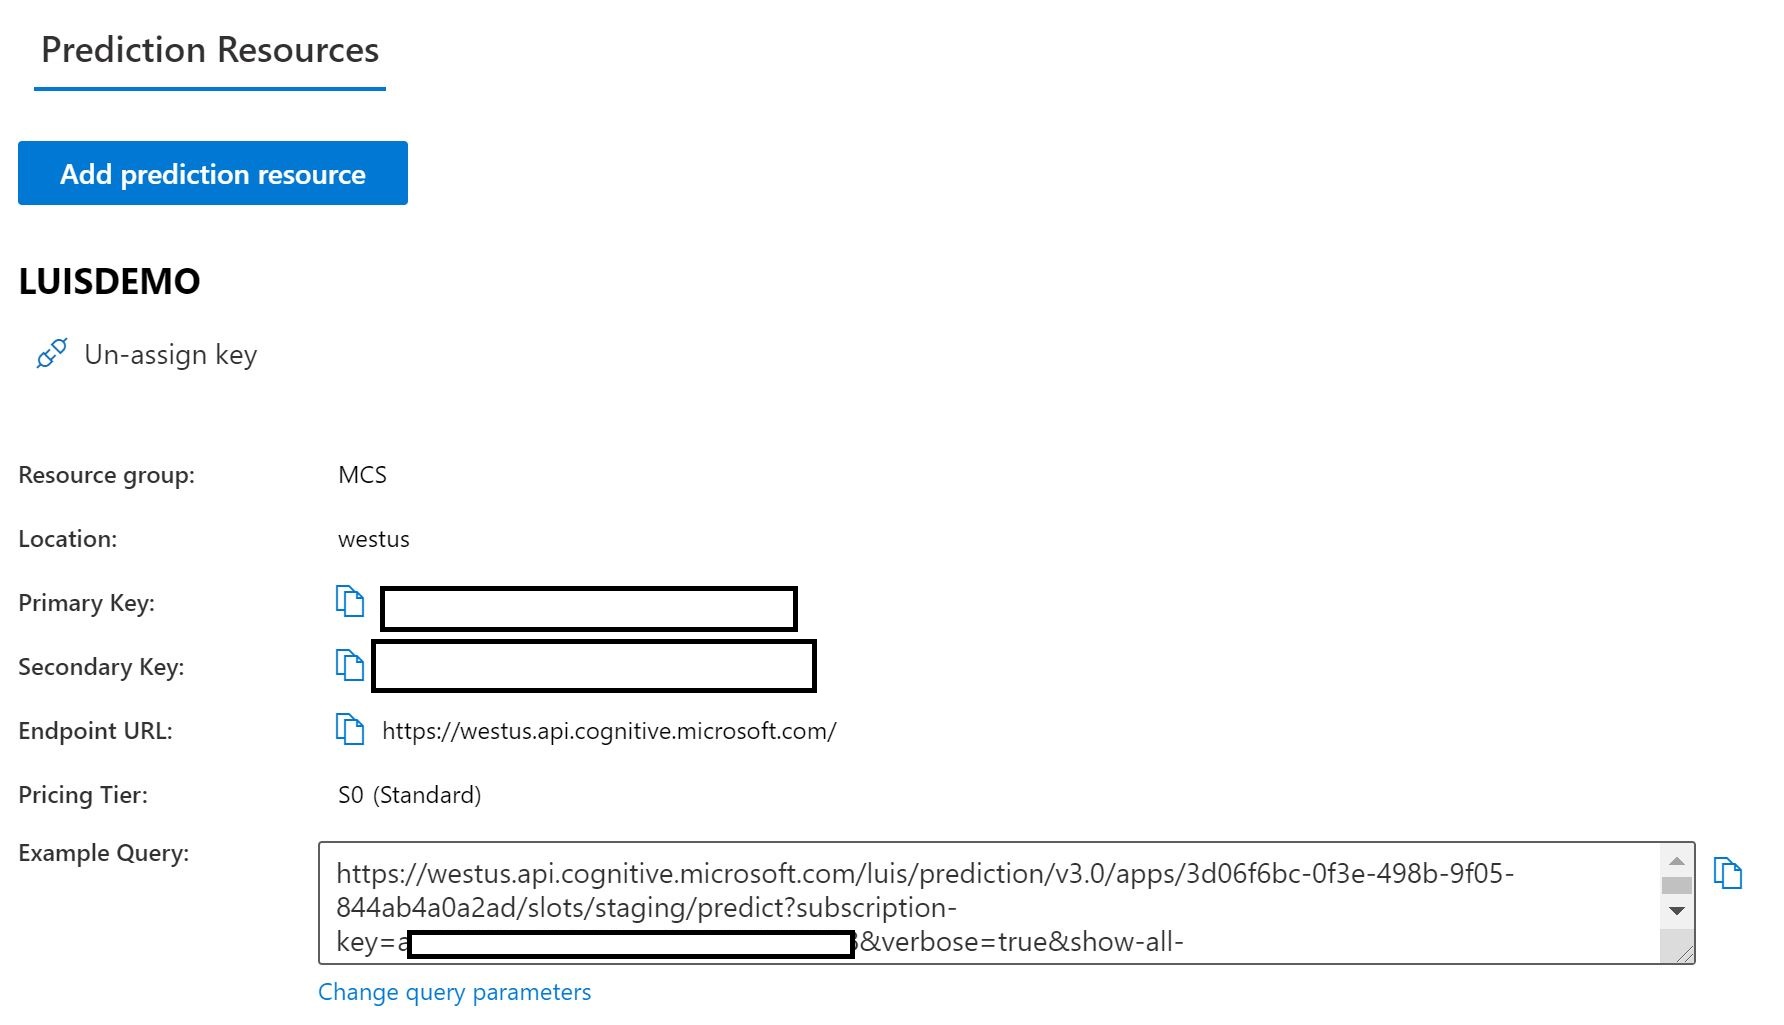 Prediction Resources
Add prediction resource
LUISDEMO
Un-assign key
Resource group: MCS
Location: westus
Primary Key:
Secondary Key:
Endpoint URL: https://westus.api.cognitive.microsoft.com/
Pricing Tier: S0 (Standard)
Example Query:
https://westus.api.cognitive.microsoft.com/luis/prediction/v3.0/apps/3d06f6bc-0f3e-498b-9f05-
844ab4a0a2ad/slots/staging/predict?subscription-
key=a &verbose=true&show-all-
Change query parameters